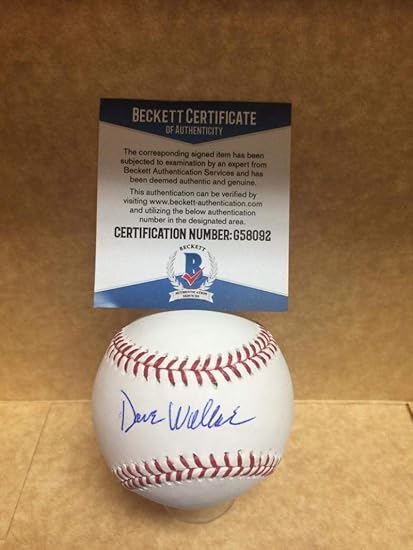 BECKETT CERTIFICATE
OF AUTHENTICITY
The corresponding signed item has been
subjected to examination by an expert from
Beckett Authentication Services and has
been deemed authentic and genuine.
This authentication can be verified by
visiting www.beckett-authentication.com
and utilizing the below authentication
number in the designated area.
CERTIFICATION NUMBER:G58092
BECKETT
B
Dave Wallace